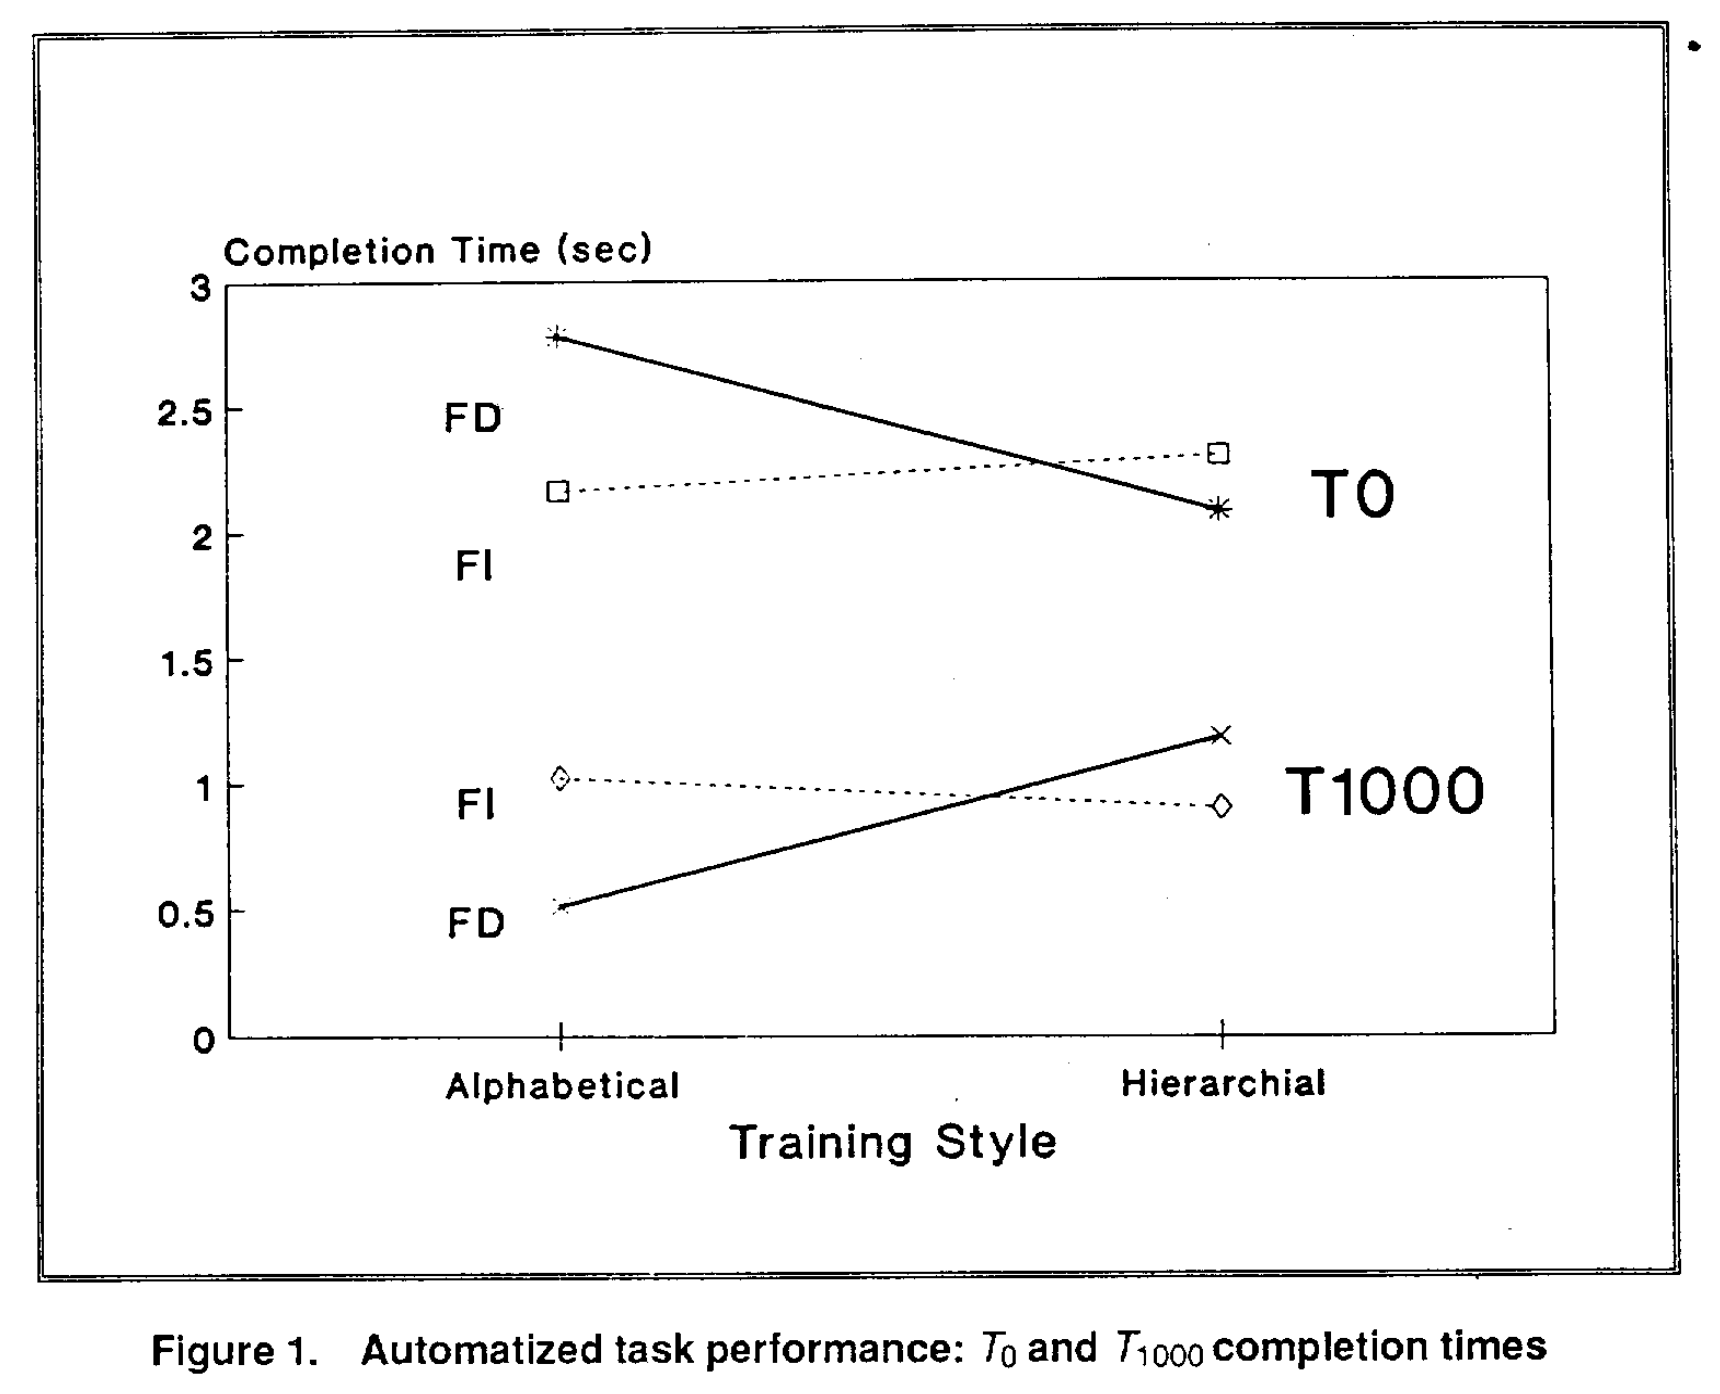 Completion Time (sec)
3
2.5
2
1.5
1
0.5
0
FD
FI
FI
FD
T0
T1000
Alphabetical Hierarchial
Training Style
Figure 1. Automatized task performance: T0 and T1000 completion times